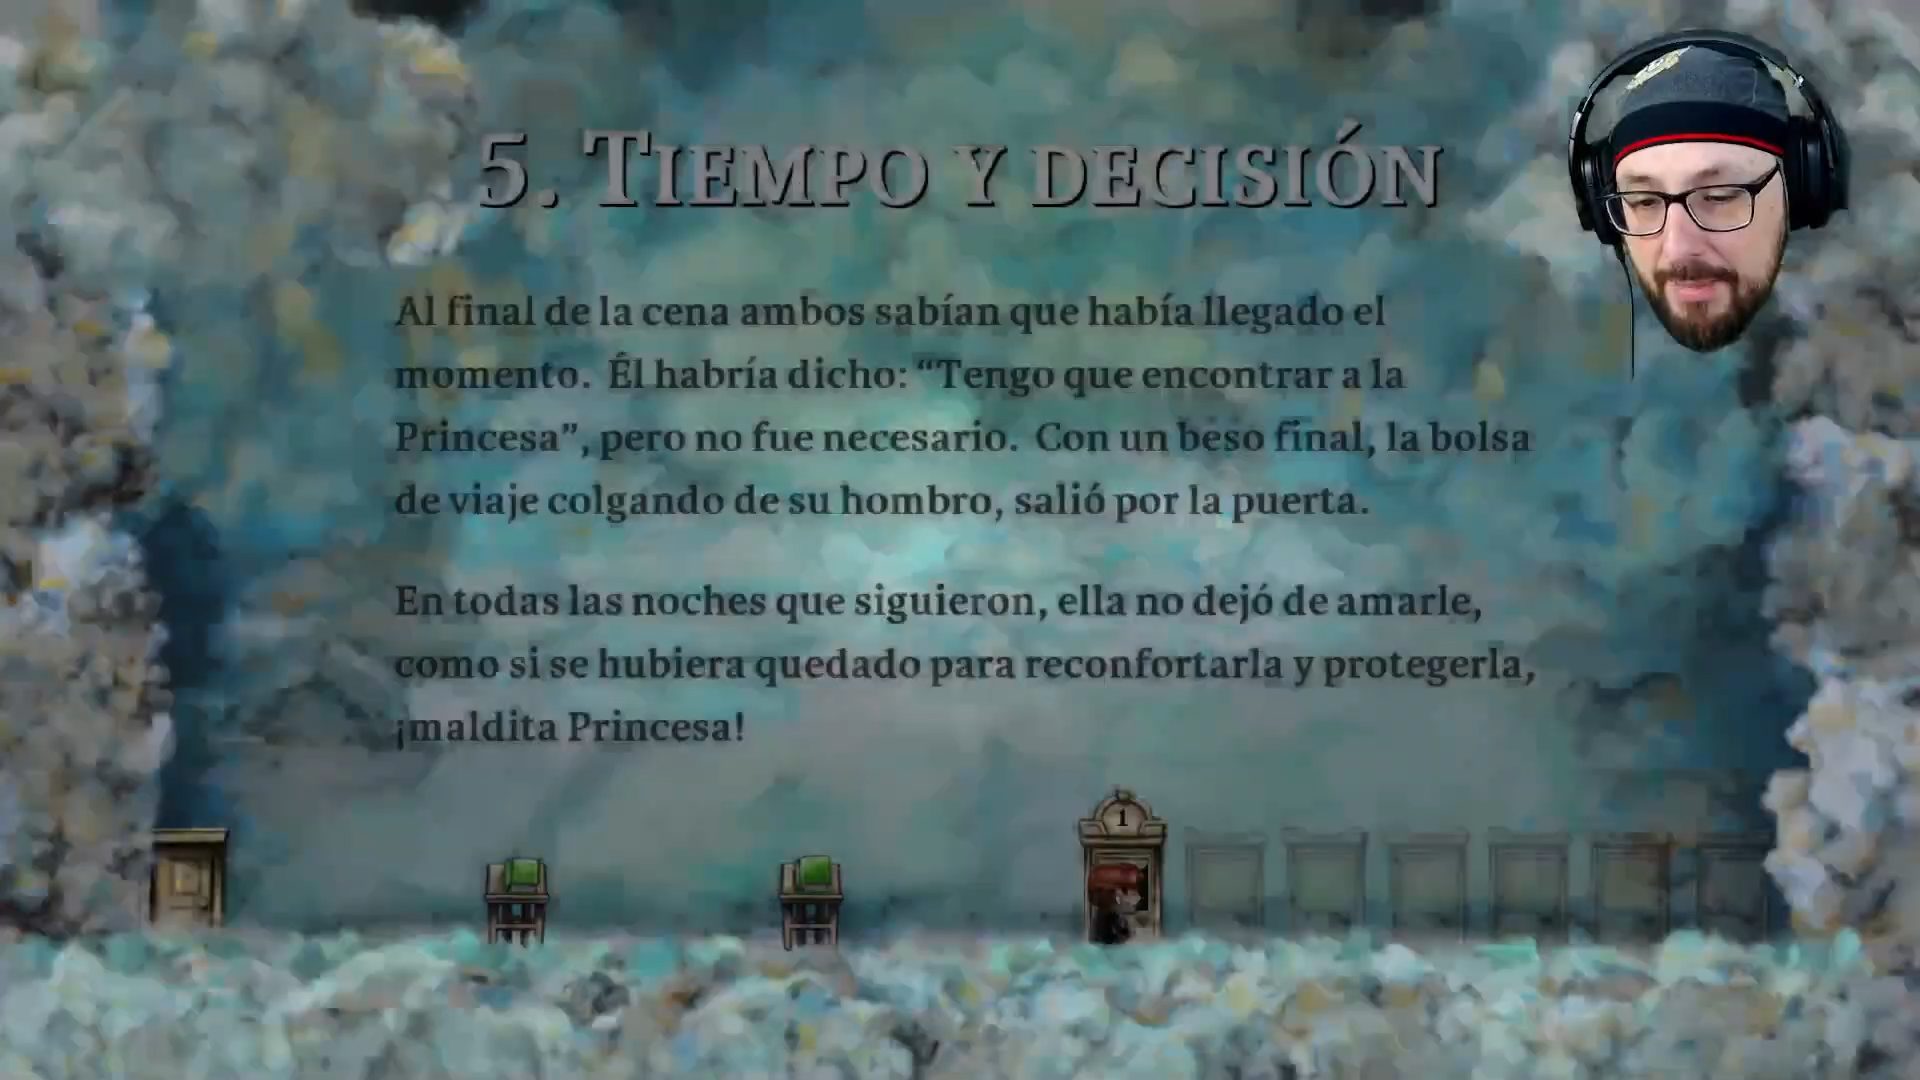 5. TIEMPO Y DECISIÓN
Al final de la cena ambos sabían que había llegado el
momento. Él habría dicho: “Tengo que encontrar a la
Princesa”, pero no fue necesario. Con un beso final, la bolsa
de viaje colgando de su hombro, salió por la puerta.
En todas las noches que siguieron, ella no dejó de amarle,
como si se hubiera quedado para reconfortarla y protegerla,
¡maldita Princesa!
1